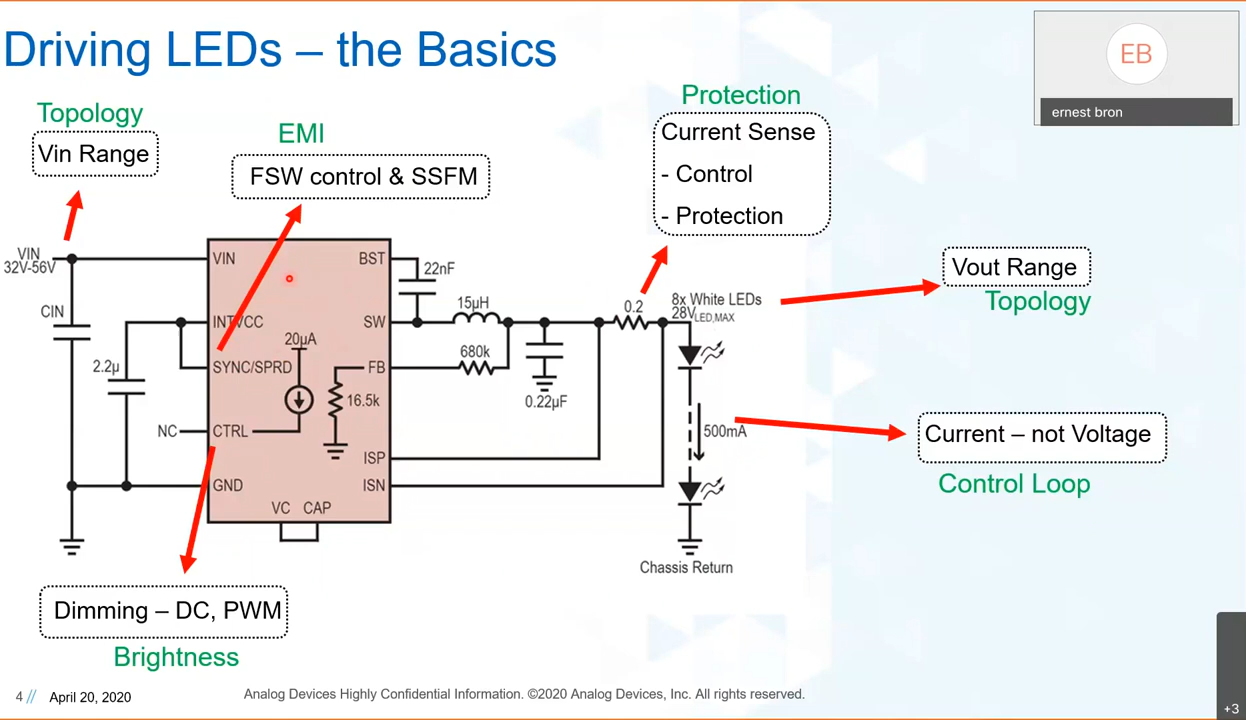 Driving LEDs – the Basics
EB
ernest bron
Topology
Vin Range
EMI
FSW control & SSFM
Protection
Current Sense
- Control
- Protection
VIN
32V-56V
CIN
2.2µ
NC
VIN
INTVCC
SYNC/SPRD
CTRL
GND
20µA
16.5k
VC CAP
BST
SW
FB
ISP
ISN
22nF
15µH
680k
0.22µF
0.2
8x White LEDs
28VLED,MAX
500mA
Chassis Return
Vout Range
Topology
Current – not Voltage
Control Loop
Dimming – DC, PWM
Brightness
4 // April 20, 2020
Analog Devices Highly Confidential Information. ©2020 Analog Devices, Inc. All rights reserved.
+3